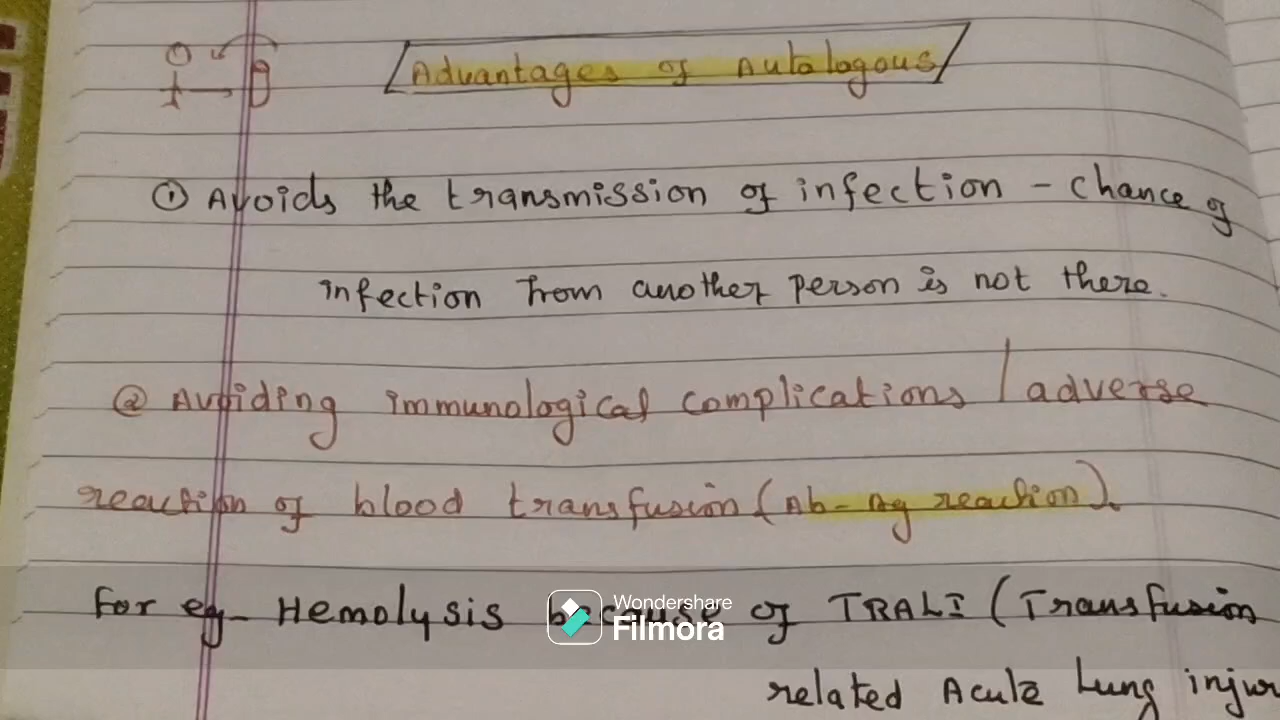 Advantages of Autologous
① Avoids the transmission of infection - chance of
infection from another person is not there.
② Avoiding immunological complications / adverse
reaction of blood transfusion (Ab-Ag reaction).
For eg- Hemolysis because of TRALI (Transfusion
Wondershare
Filmora
related Acute Lung injur